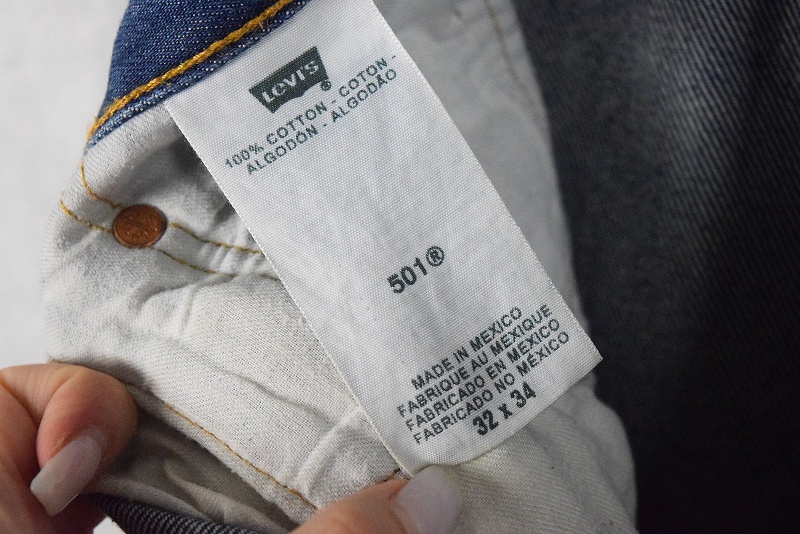 LEVI'S®
100% COTTON - COTON -
ALGODÓN - ALGODÃO
501®
MADE IN MEXICO
FABRIQUE AU MEXIQUE
FABRICADO EN MEXICO
FABRICADO NO MÉXICO
32 x 34